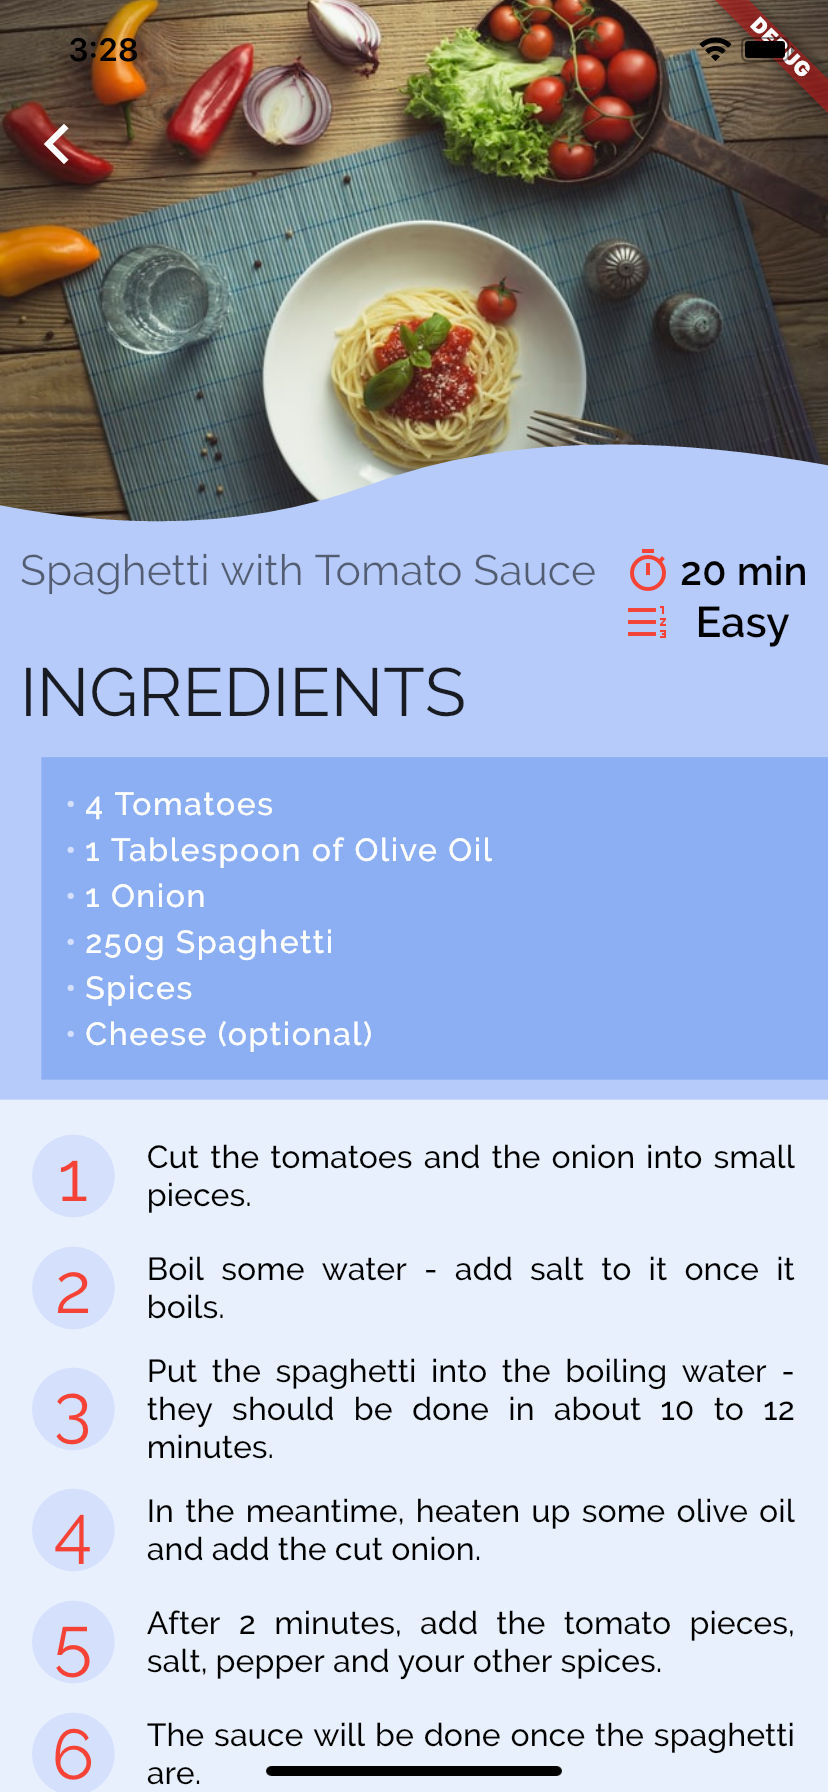 3:28
DEBUG
Spaghetti with Tomato Sauce
20 min
1
2
3
Easy
INGREDIENTS
• 4 Tomatoes
• 1 Tablespoon of Olive Oil
• 1 Onion
• 250g Spaghetti
• Spices
• Cheese (optional)
1
Cut the tomatoes and the onion into small
pieces.
2
Boil some water - add salt to it once it
boils.
3
Put the spaghetti into the boiling water -
they should be done in about 10 to 12
minutes.
4
In the meantime, heaten up some olive oil
and add the cut onion.
5
After 2 minutes, add the tomato pieces,
salt, pepper and your other spices.
6
The sauce will be done once the spaghetti
are.